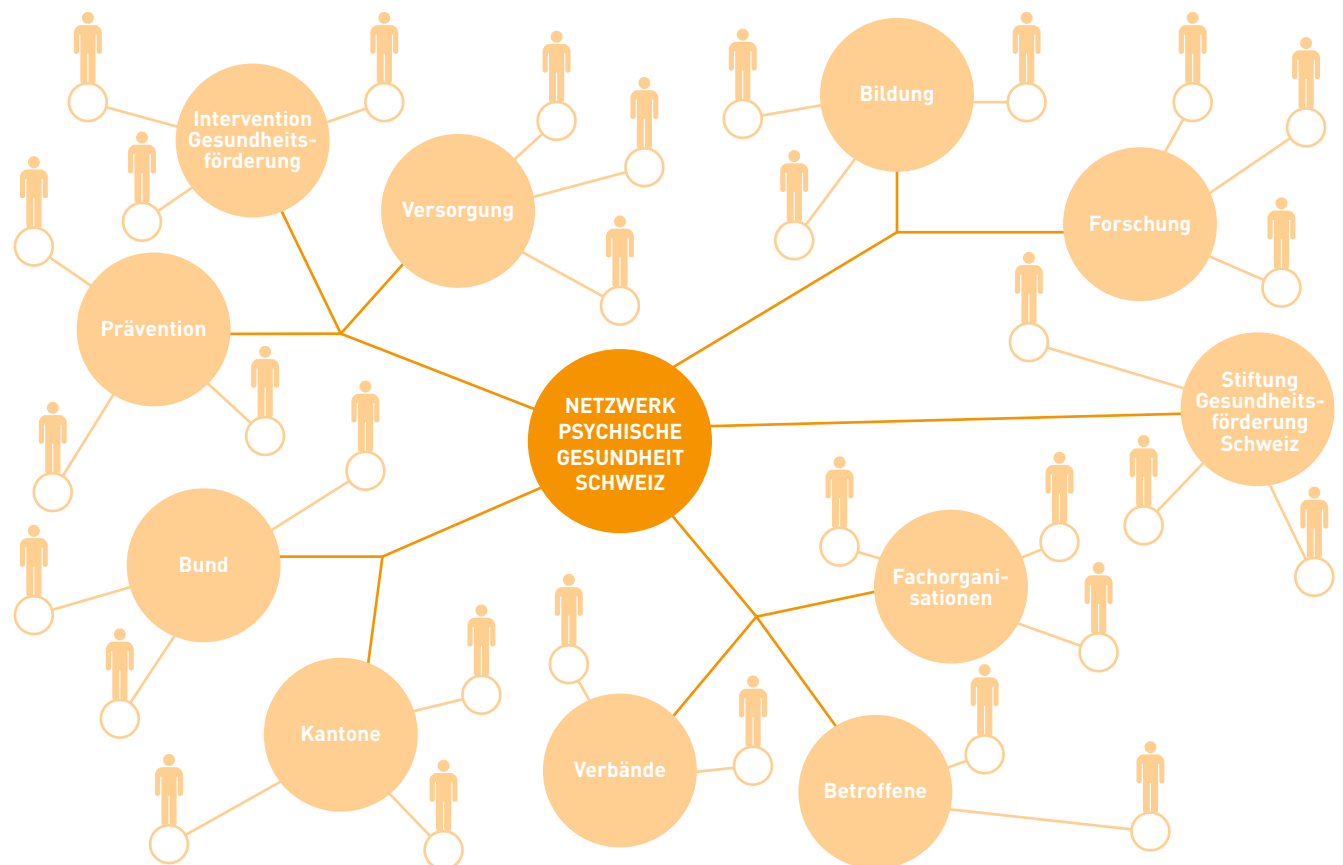 Intervention
Gesundheits-
förderung
Versorgung
Bildung
Forschung
Prävention
NETZWERK
PSYCHISCHE
GESUNDHEIT
SCHWEIZ
Stiftung
Gesundheits-
förderung
Schweiz
Bund
Fachorgani-
sationen
Kantone
Verbände
Betroffene